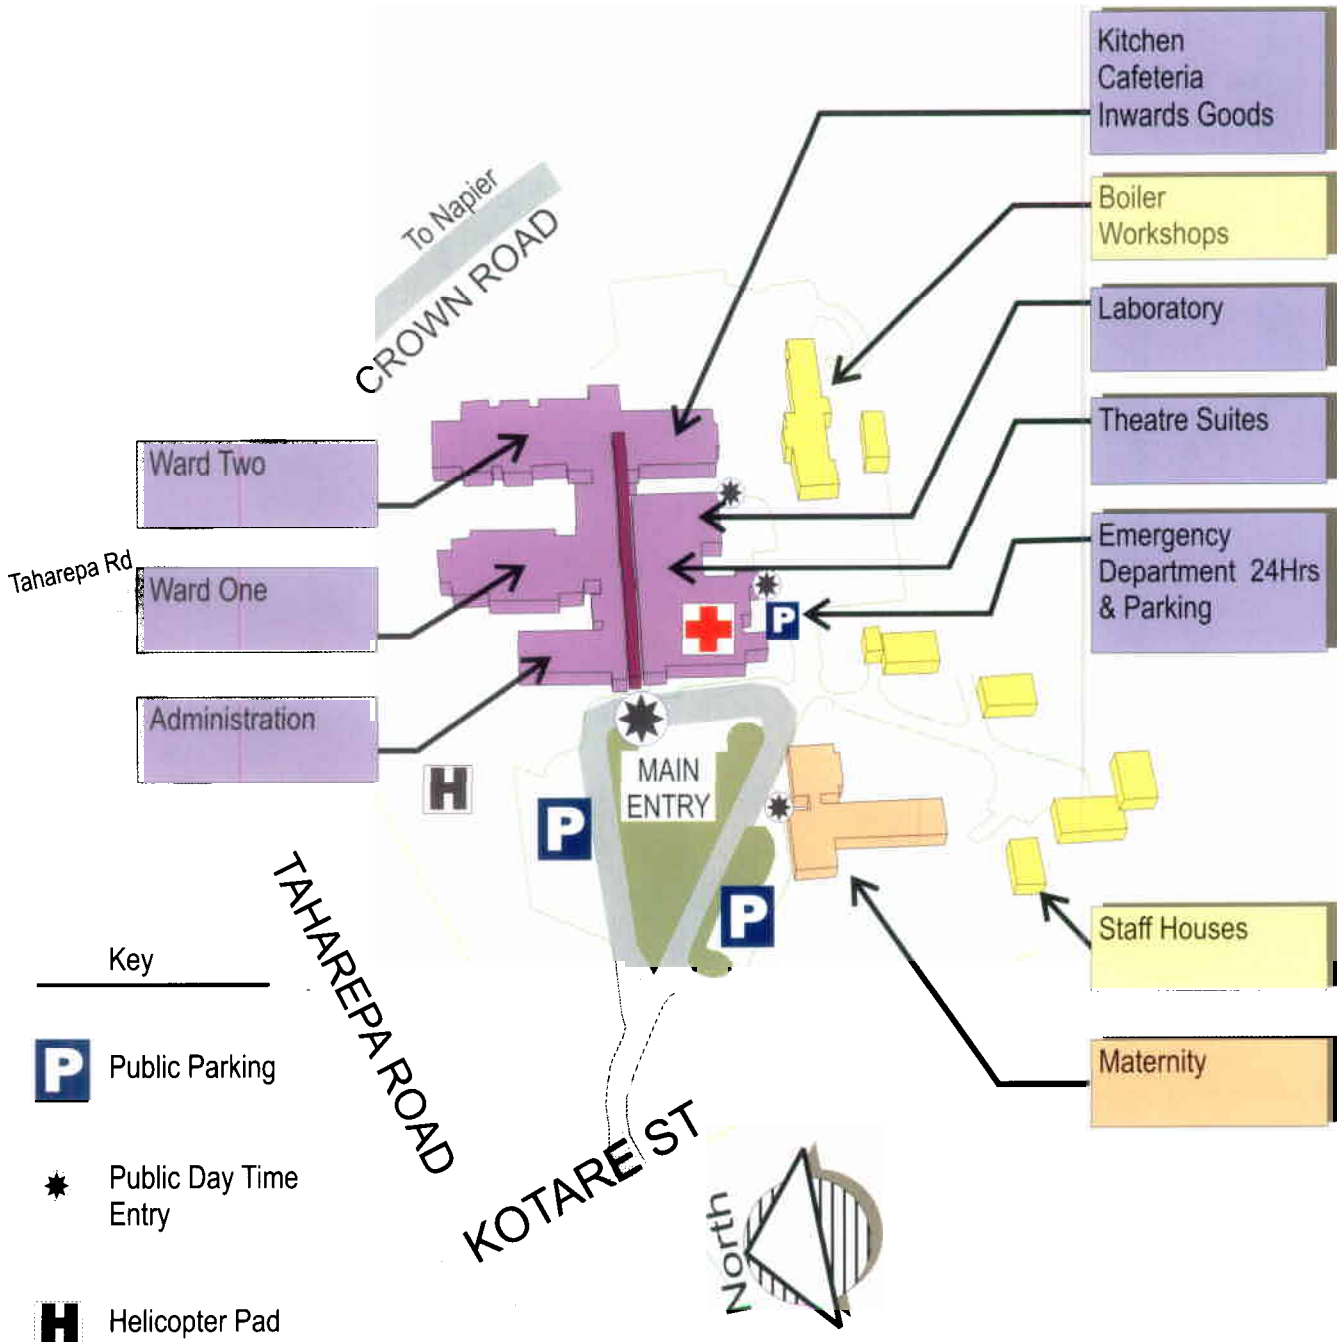 Kitchen
Cafeteria
Inwards Goods
To Napier
CROWN ROAD
Boiler
Workshops
Laboratory
Theatre Suites
Ward Two
Emergency
Department 24Hrs
& Parking
Taharepa Rd
Ward One
P
Administration
MAIN
ENTRY
H
P
P
TAHAREPA ROAD
Staff Houses
Key
P Public Parking
Maternity
KOTARE ST
Public Day Time
Entry
North
H Helicopter Pad